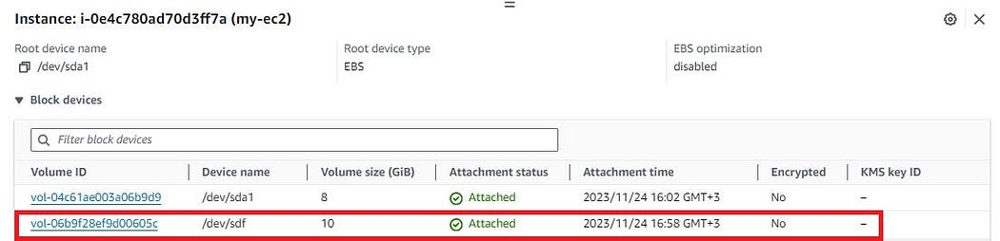 Instance: i-0e4c780ad70d3ff7a (my-ec2)
Root device name Root device type EBS optimization
/dev/sda1 EBS disabled
Block devices
Filter block devices
Volume ID Device name Volume size (GiB) Attachment status Attachment time Encrypted KMS key ID
vol-04c61ae003a06b9d9 /dev/sda1 8 Attached 2023/11/24 16:02 GMT+3 No –
vol-06b9f28ef9d00605c /dev/sdf 10 Attached 2023/11/24 16:58 GMT+3 No –